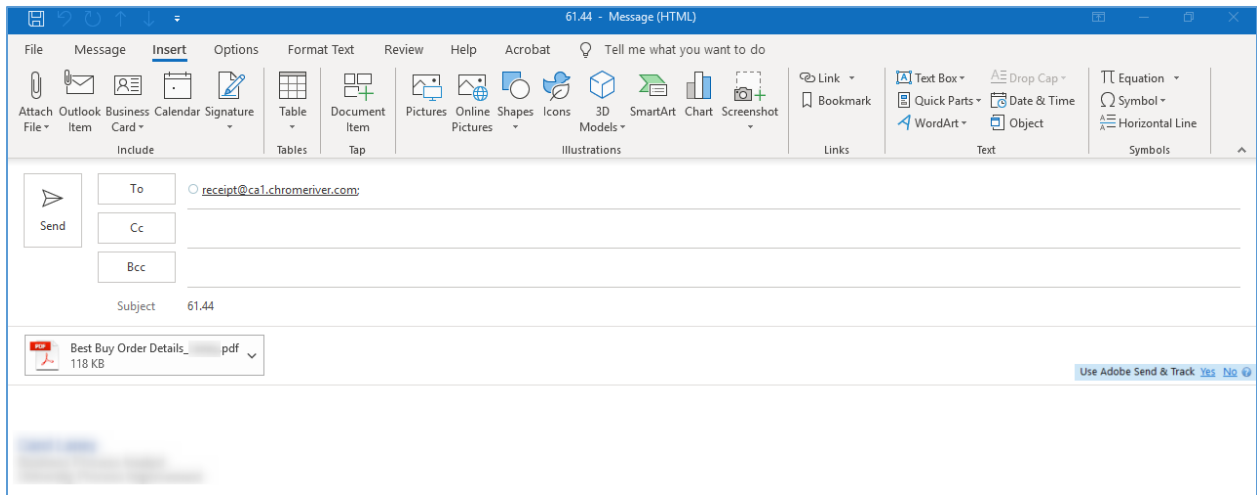 61.44 - Message (HTML)
File Message Insert Options Format Text Review Help Acrobat Tell me what you want to do
Attach File
Outlook Item
Business Card
Calendar
Signature
Include
Table
Tables
Document Item
Tap
Pictures
Online Pictures
Shapes
Icons
3D Models
SmartArt
Chart
Screenshot
Illustrations
Link
Bookmark
Links
Text Box
Quick Parts
WordArt
Drop Cap
Date & Time
Object
Text
Equation
Symbol
Horizontal Line
Symbols
Send
To receipt@ca1.chromeriver.com;
Cc
Bcc
Subject 61.44
PDF
Best Buy Order Details_ pdf
118 KB
Use Adobe Send & Track Yes No